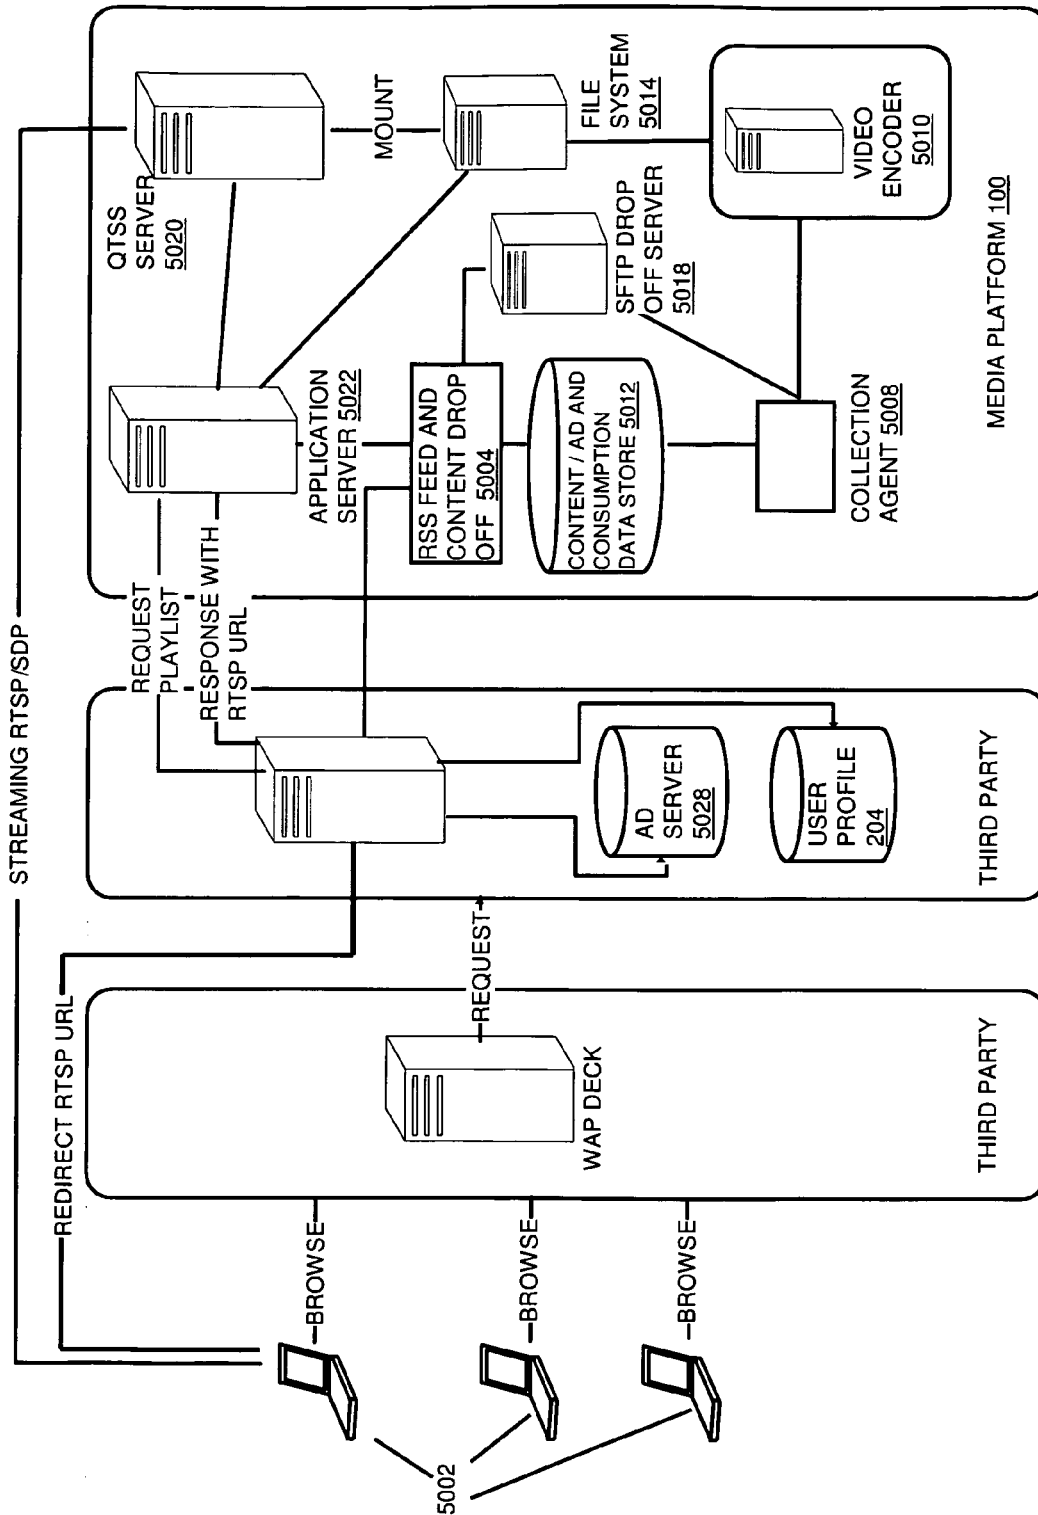 STREAMING RTSP/SDP
REDIRECT RTSP URL
REQUEST
PLAYLIST
RESPONSE WITH
RTSP URL
5002
BROWSE
BROWSE
BROWSE
WAP DECK
THIRD PARTY
REQUEST
AD
SERVER
5028
USER
PROFILE
204
THIRD PARTY
QTSS
SERVER
5020
MOUNT
APPLICATION
SERVER 5022
FILE
SYSTEM
5014
RSS FEED AND
CONTENT DROP
OFF 5004
SFTP DROP
OFF SERVER
5018
CONTENT / AD AND
CONSUMPTION
DATA STORE 5012
VIDEO
ENCODER
5010
COLLECTION
AGENT 5008
MEDIA PLATFORM 100